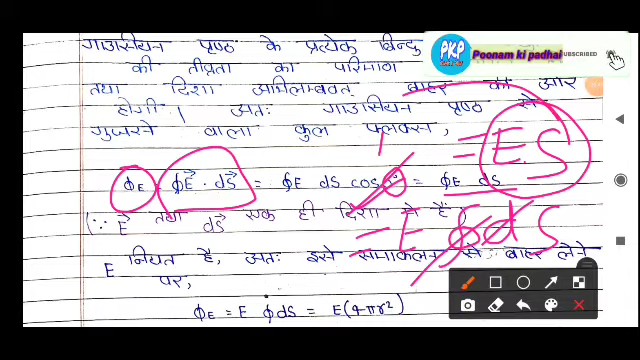 गाउसियन पृष्ठ के प्रत्येक बिन्दु
PKP Poonam ki padhai SUBSCRIBED
की तीव्रता का परिमाण
तथा दिशा अभिलम्बवत बाहर की ओर
होगी। अतः गाउसियन पृष्ठ से
गुजरने वाला कुल फ्लक्स,
= ES
ϕE = ∮E⃗ · dS⃗ = ∮E dS cos 0° = ∮E dS
(∵ E⃗ तथा dS⃗ एक ही दिशा में हैं)
= E ∮dS
E नियत है, अतः इसे समाकलन से बाहर लेने
पर,
ϕE = E ∮dS = E(4πr²)